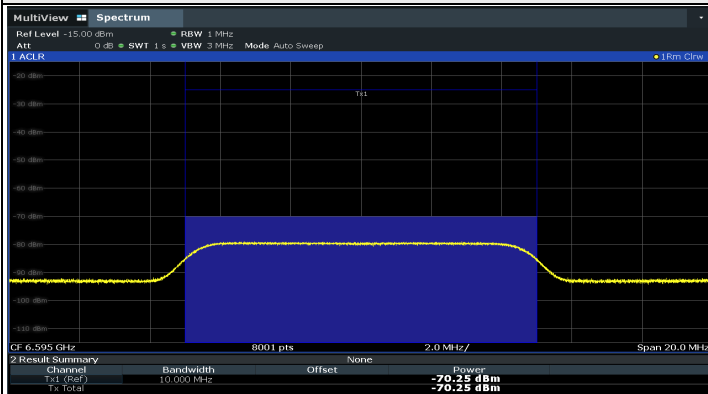 MultiView Spectrum
Ref Level -15.00 dBm RBW 1 MHz
Att 0 dB SWT 1 s VBW 3 MHz Mode Auto Sweep
1 ACLR 1Rm Clrw
-20 dBm
Tx1
-30 dBm
-40 dBm
-50 dBm
-60 dBm
-70 dBm
-80 dBm
-90 dBm
-100 dBm
-110 dBm
CF 6.595 GHz 8001 pts 2.0 MHz/ Span 20.0 MHz
2 Result Summary None
Channel Bandwidth Offset Power
Tx1 (Ref) 10.000 MHz -70.25 dBm
Tx Total -70.25 dBm